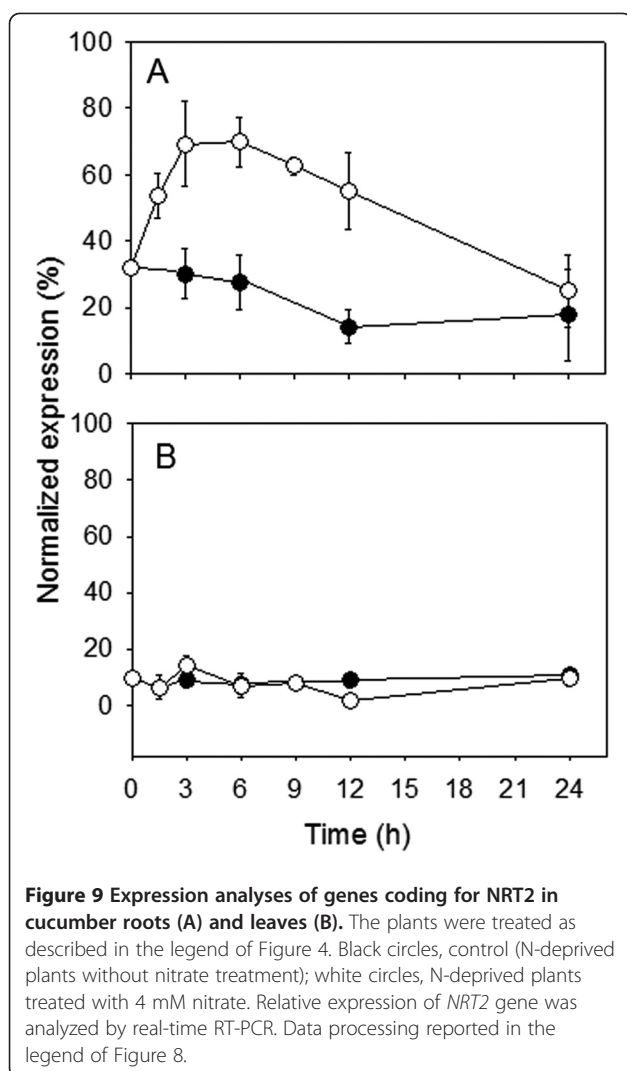 100
A
80
60
40
20
0
Normalized expression (%)
100
B
80
60
40
20
0
0 3 6 9 12 15 18 21 24
Time (h)
Figure 9 Expression analyses of genes coding for NRT2 in
cucumber roots (A) and leaves (B). The plants were treated as
described in the legend of Figure 4. Black circles, control (N-deprived
plants without nitrate treatment); white circles, N-deprived plants
treated with 4 mM nitrate. Relative expression of NRT2 gene was
analyzed by real-time RT-PCR. Data processing reported in the
legend of Figure 8.